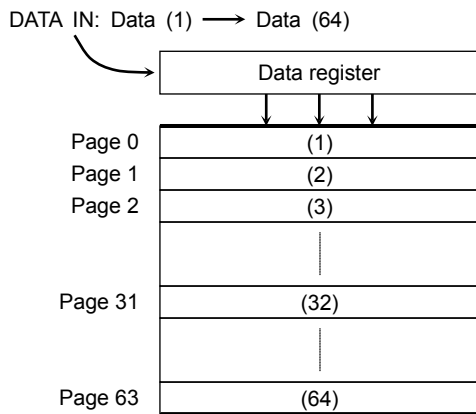 DATA IN: Data (1) ⟶ Data (64)
Data register
Page 0 (1)
Page 1 (2)
Page 2 (3)
Page 31 (32)
Page 63 (64)